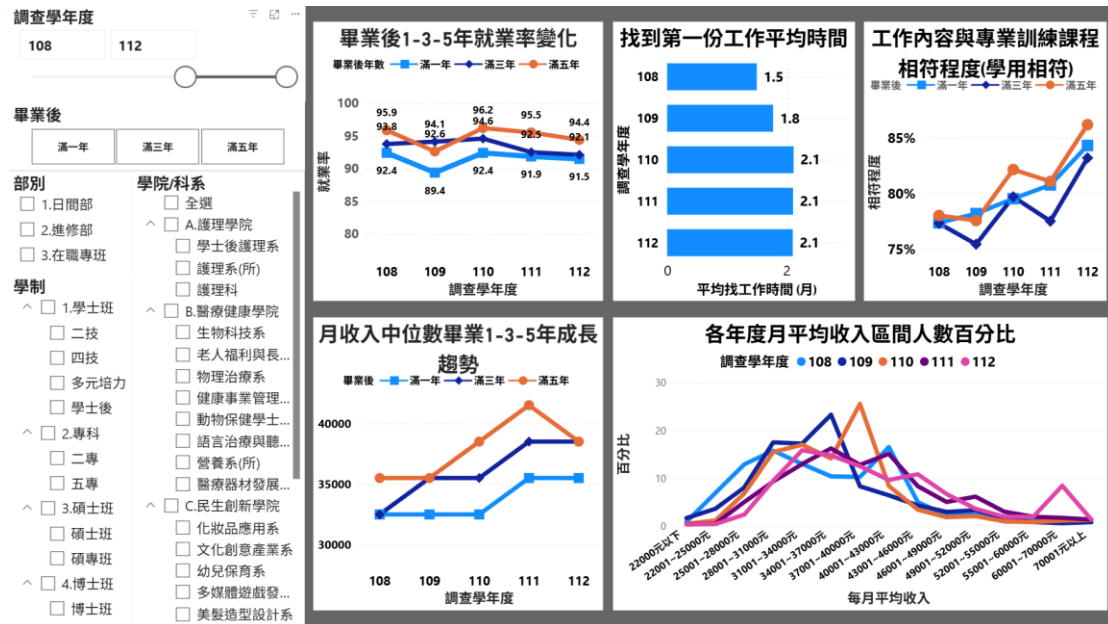 調查學年度
108 112
畢業後
滿一年 滿三年 滿五年
部別
1.日間部
2.進修部
3.在職專班
學制
1.學士班
二技
四技
多元培力
學士後
2.專科
二專
五專
3.碩士班
碩士班
碩專班
4.博士班
博士班
學院/科系
全選
A.護理學院
學士後護理系
護理系(所)
護理科
B.醫療健康學院
生物科技系
老人福利與長...
物理治療系
健康事業管理...
動物保健學士...
語言治療與聽...
營養系(所)
醫療器材發展...
C.民生創新學院
化妝品應用系
文化創意產業系
幼兒保育系
多媒體遊戲發...
美髮造型設計系
畢業後1-3-5年就業率變化
畢業後年數 滿一年 滿三年 滿五年
就業率
100
95
90
85
80
95.9 94.1 96.2 95.5 94.4
93.8 92.6 94.6 92.5 92.1
92.4 89.4 92.4 91.9 91.5
108 109 110 111 112
調查學年度
找到第一份工作平均時間
調查學年度
108 1.5
109 1.8
110 2.1
111 2.1
112 2.1
0 2
平均找工作時間 (月)
工作內容與專業訓練課程
相符程度(學用相符)
畢業後 滿一年 滿三年 滿五年
相符程度
85%
80%
75%
108 109 110 111 112
調查學年度
月收入中位數畢業1-3-5年成長
趨勢
畢業後 滿一年 滿三年 滿五年
40000
35000
30000
108 109 110 111 112
調查學年度
各年度月平均收入區間人數百分比
調查學年度 108 109 110 111 112
百分比
30
20
10
0
22000元以下
22001~25000元
25001~28000元
28001~31000元
31001~34000元
34001~37000元
37001~40000元
40001~43000元
43001~46000元
46001~49000元
49001~52000元
52001~55000元
55001~60000元
60001~70000元
70001元以上
每月平均收入